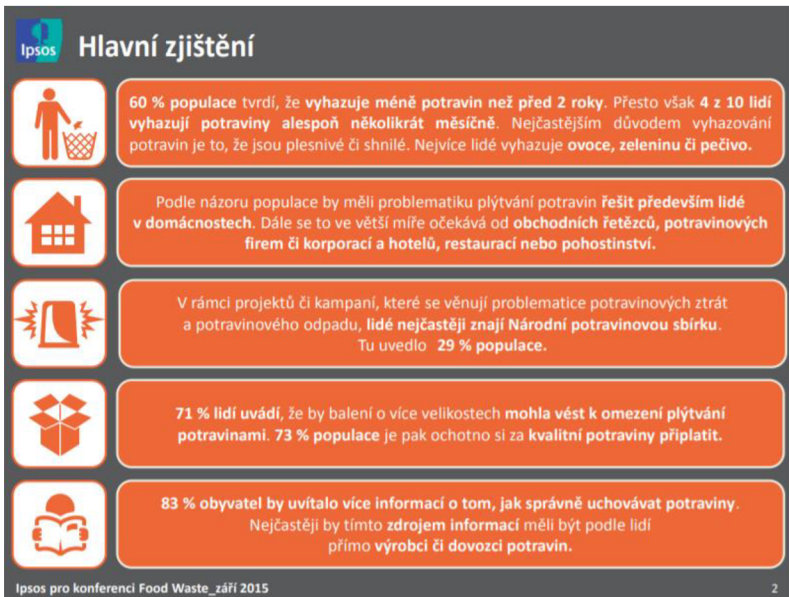 Ipsos
Hlavní zjištění
60 % populace tvrdí, že vyhazuje méně potravin než před 2 roky. Přesto však 4 z 10 lidí
vyhazují potraviny alespoň několikrát měsíčně. Nejčastějším důvodem vyhazování
potravin je to, že jsou plesnivé či shnilé. Nejvíce lidé vyhazuje ovoce, zeleninu či pečivo.
Podle názoru populace by měli problematiku plýtvání potravin řešit především lidé
v domácnostech. Dále se to ve větší míře očekává od obchodních řetězců, potravinových
firem či korporací a hotelů, restaurací nebo pohostinství.
V rámci projektů či kampaní, které se věnují problematice potravinových ztrát
a potravinového odpadu, lidé nejčastěji znají Národní potravinovou sbírku.
Tu uvedlo 29 % populace.
71 % lidí uvádí, že by balení o více velikostech mohla vést k omezení plýtvání
potravinami. 73 % populace je pak ochotno si za kvalitní potraviny připlatit.
83 % obyvatel by uvítalo více informací o tom, jak správně uchovávat potraviny.
Nejčastěji by tímto zdrojem informací měli být podle lidí
přímo výrobci či dovozci potravin.
Ipsos pro konferenci Food Waste_září 2015
2